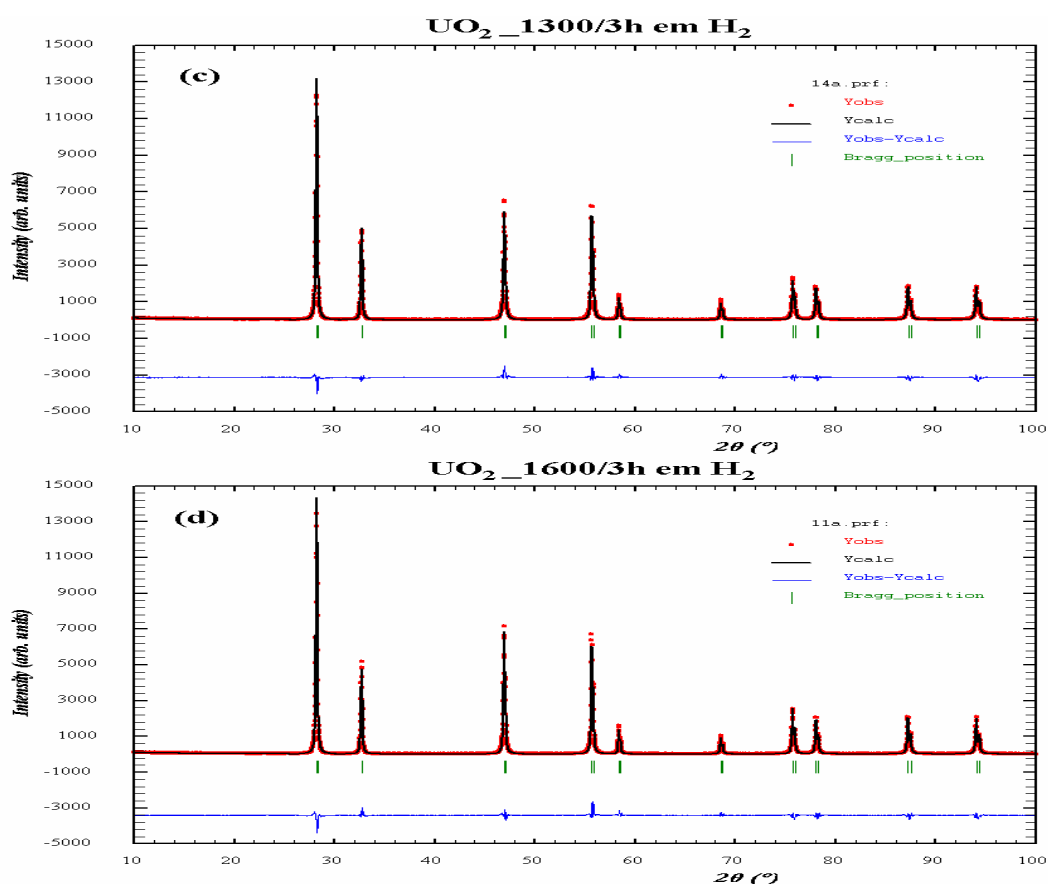 UO2 _1300/3h em H2
15000
(c)
13000
14a.prf:
Yobs
11000
Ycalc
Yobs-Ycalc
9000
Bragg_position
7000
Intensity (arb. units)
5000
3000
1000
-1000
-3000
-5000
10 20 30 40 50 60 70 80 90 100
2θ (°)
UO2 _1600/3h em H2
15000
(d)
13000
11a.prf:
Yobs
11000
Ycalc
Yobs-Ycalc
9000
Bragg_position
7000
Intensity (arb. units)
5000
3000
1000
-1000
-3000
-5000
10 20 30 40 50 60 70 80 90 100
2θ (°)